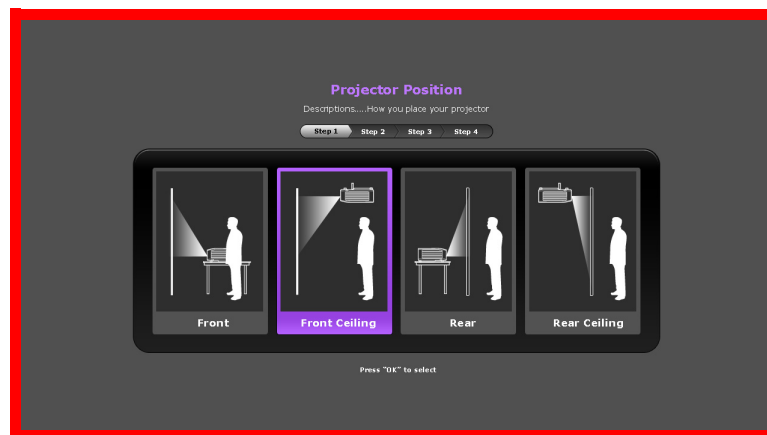 Projector Position
Descriptions.....How you place your projector
Step 1 Step 2 Step 3 Step 4
Front Front Ceiling Rear Rear Ceiling
Press "OK" to select